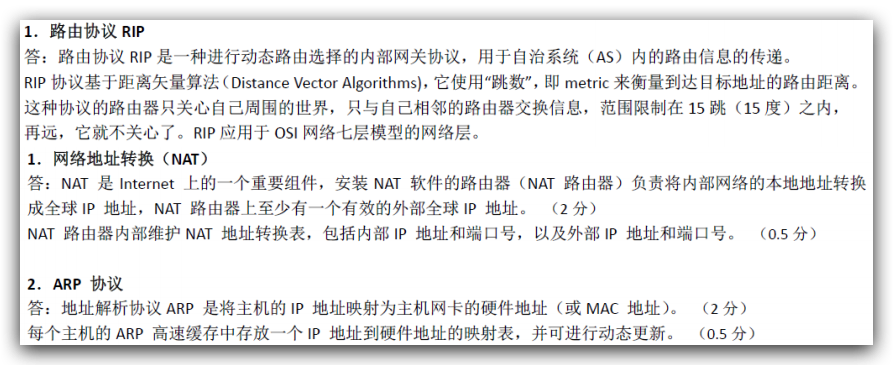 1．路由协议 RIP
答：路由协议 RIP 是一种进行动态路由选择的内部网关协议，用于自治系统（AS）内的路由信息的传递。
RIP 协议基于距离矢量算法（Distance Vector Algorithms)，它使用“跳数”，即 metric 来衡量到达目标地址的路由距离。
这种协议的路由器只关心自己周围的世界，只与自己相邻的路由器交换信息，范围限制在 15 跳（15 度）之内，
再远，它就不关心了。RIP 应用于 OSI 网络七层模型的网络层。
1．网络地址转换（NAT）
答：NAT 是 Internet 上的一个重要组件，安装 NAT 软件的路由器（NAT 路由器）负责将内部网络的本地地址转换
成全球 IP 地址，NAT 路由器上至少有一个有效的外部全球 IP 地址。 （2 分）
NAT 路由器内部维护 NAT 地址转换表，包括内部 IP 地址和端口号，以及外部 IP 地址和端口号。 （0.5 分）
2．ARP 协议
答：地址解析协议 ARP 是将主机的 IP 地址映射为主机网卡的硬件地址（或 MAC 地址）。 （2 分）
每个主机的 ARP 高速缓存中存放一个 IP 地址到硬件地址的映射表，并可进行动态更新。 （0.5 分）